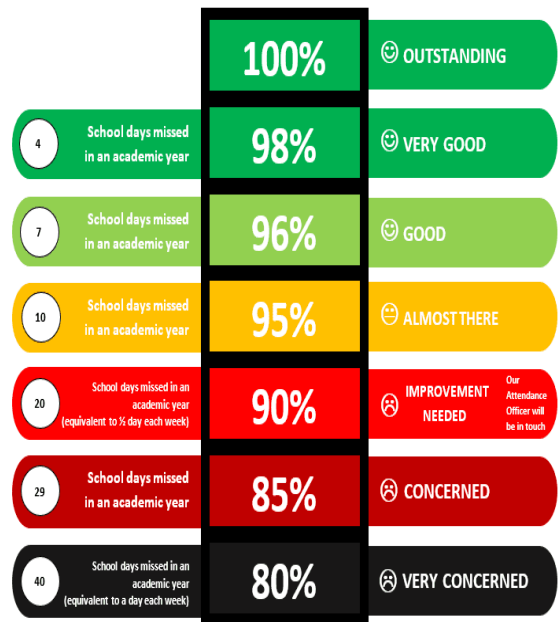 100%
OUTSTANDING
4
School days missed
in an academic year
98%
VERY GOOD
7
School days missed
in an academic year
96%
GOOD
10
School days missed
in an academic year
95%
ALMOST THERE
20
School days missed in an
academic year
(equivalent to ½ day each week)
90%
IMPROVEMENT
NEEDED
Our
Attendance
Officer will
be in touch
29
School days missed
in an academic year
85%
CONCERNED
40
School days missed in an
academic year
(equivalent to a day each week)
80%
VERY CONCERNED